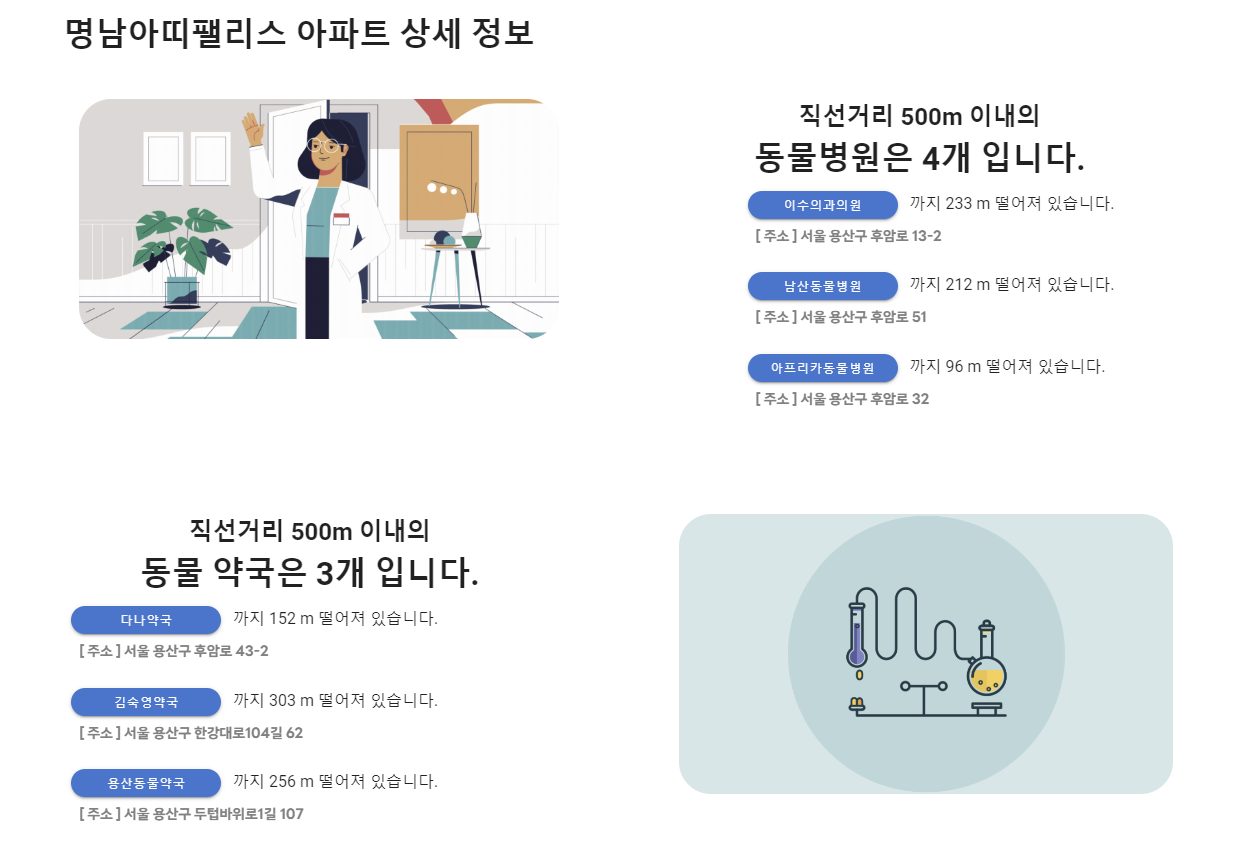 명남아띠팰리스 아파트 상세 정보
직선거리 500m 이내의
동물병원은 4개 입니다.
이수의과의원 까지 233 m 떨어져 있습니다.
[ 주소 ] 서울 용산구 후암로 13-2
남산동물병원 까지 212 m 떨어져 있습니다.
[ 주소 ] 서울 용산구 후암로 51
아프리카동물병원 까지 96 m 떨어져 있습니다.
[ 주소 ] 서울 용산구 후암로 32
직선거리 500m 이내의
동물 약국은 3개 입니다.
다나약국 까지 152 m 떨어져 있습니다.
[ 주소 ] 서울 용산구 후암로 43-2
김숙영약국 까지 303 m 떨어져 있습니다.
[ 주소 ] 서울 용산구 한강대로104길 62
용산동물약국 까지 256 m 떨어져 있습니다.
[ 주소 ] 서울 용산구 두텁바위로1길 107